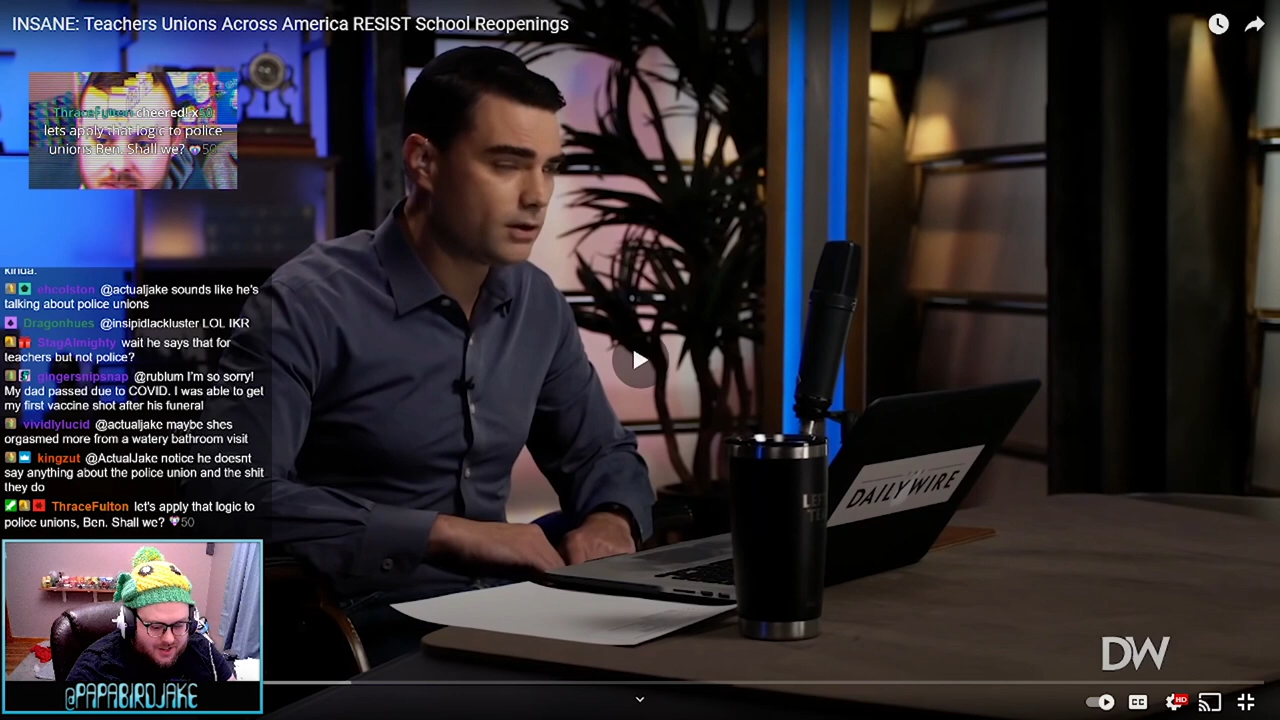 INSANE: Teachers Unions Across America RESIST School Reopenings
ThraceFulton cheered! x50
lets apply that logic to police
unions Ben. Shall we? 50
kinda.
ehcolston @actualjake sounds like he's
talking about police unions
Dragonhues @insipidlackluster LOL IKR
StagAlmighty wait he says that for
teachers but not police?
gingersnipsnap @rublum I'm so sorry!
My dad passed due to COVID. I was able to get
my first vaccine shot after his funeral
vividlylucid @actualjake maybe shes
orgasmed more from a watery bathroom visit
kingzut @ActualJake notice he doesnt
say anything about the police union and the shit
they do
ThraceFulton let's apply that logic to
police unions, Ben. Shall we? 50
DAILY WIRE
DW
@PAPABIRDJAKE
CC
HD